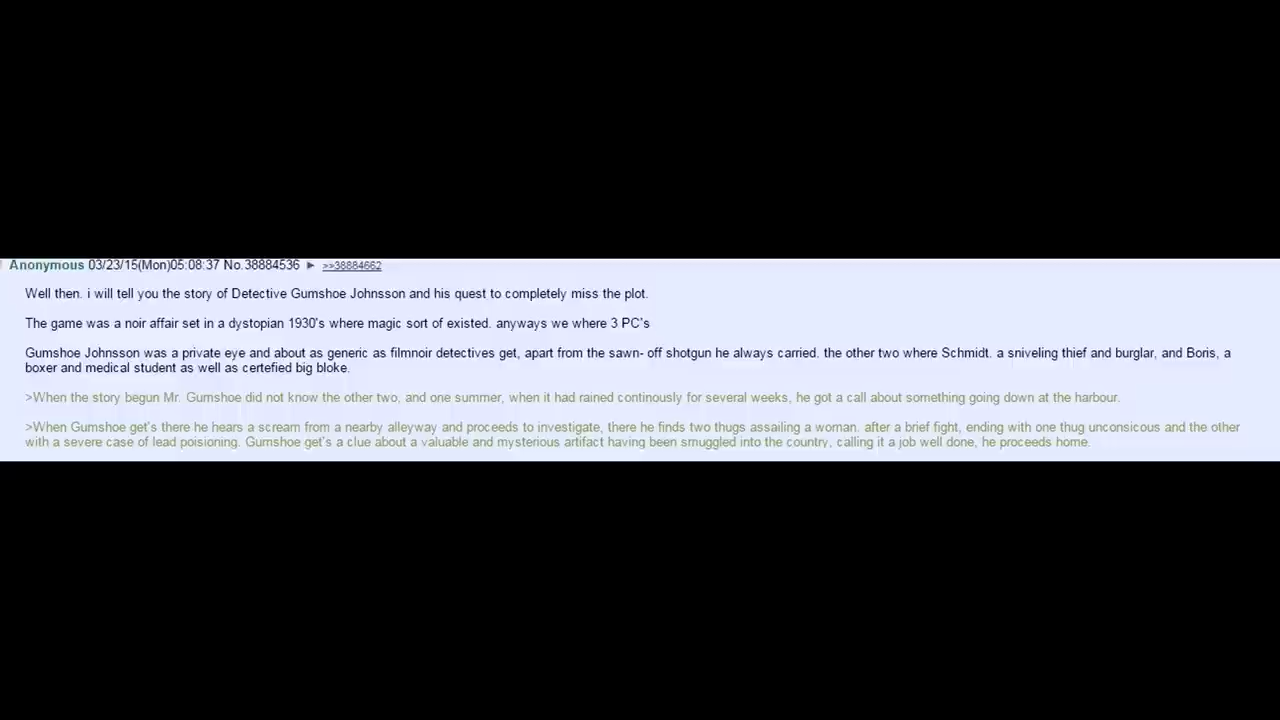 Anonymous 03/23/15(Mon)05:08:37 No.38884536 ► >>38884662
Well then. i will tell you the story of Detective Gumshoe Johnsson and his quest to completely miss the plot.
The game was a noir affair set in a dystopian 1930's where magic sort of existed. anyways we where 3 PC's
Gumshoe Johnsson was a private eye and about as generic as filmnoir detectives get, apart from the sawn- off shotgun he always carried. the other two where Schmidt. a sniveling thief and burglar, and Boris, a
boxer and medical student as well as certefied big bloke.
>When the story begun Mr. Gumshoe did not know the other two, and one summer, when it had rained continously for several weeks, he got a call about something going down at the harbour.
>When Gumshoe get's there he hears a scream from a nearby alleyway and proceeds to investigate, there he finds two thugs assailing a woman. after a brief fight, ending with one thug unconsicous and the other
with a severe case of lead poisioning. Gumshoe get's a clue about a valuable and mysterious artifact having been smuggled into the country, calling it a job well done, he proceeds home.